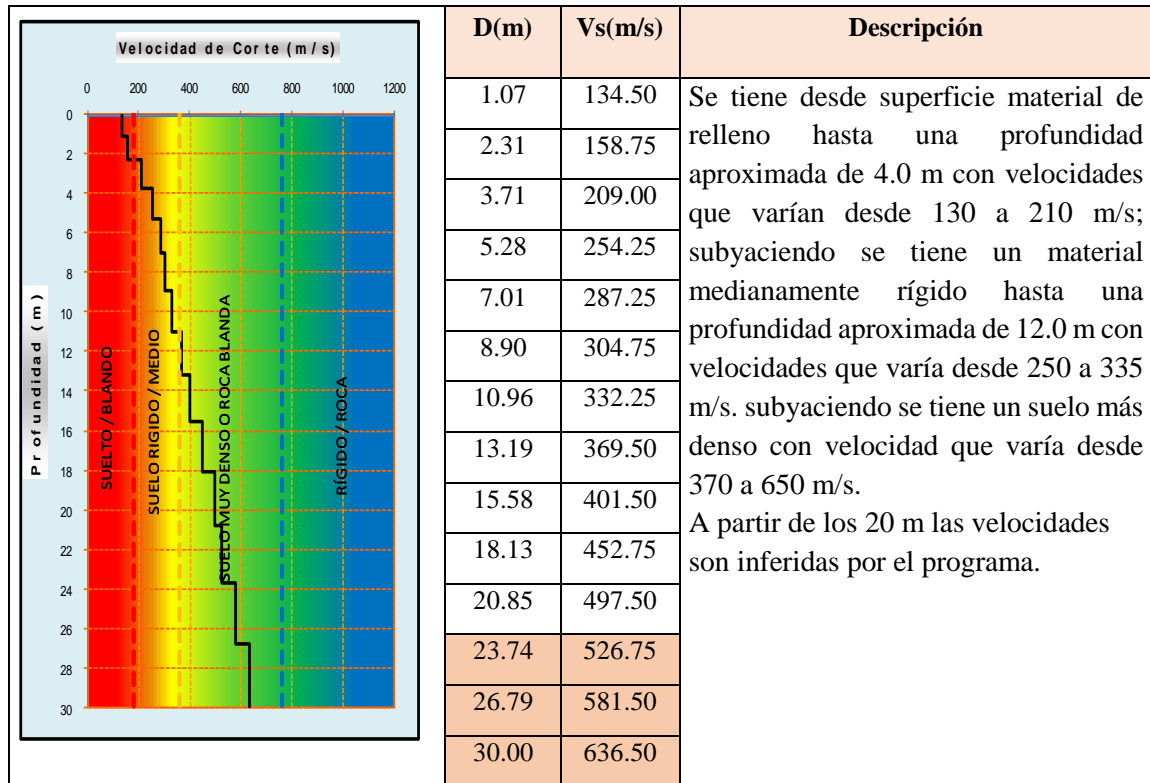 Velocidad de Corte (m/s)
0 200 400 600 800 1000 1200
0
2
4
6
8
10
12
14
16
18
20
22
24
26
28
30
Profundidad (m)
SUELTO / BLANDO
SUELO RIGIDO / MEDIO
SUELO MUY DENSO O ROCA BLANDA
RÍGIDO / ROCA
D(m) Vs(m/s) Descripción
1.07 134.50
2.31 158.75
3.71 209.00
5.28 254.25
7.01 287.25
8.90 304.75
10.96 332.25
13.19 369.50
15.58 401.50
18.13 452.75
20.85 497.50
23.74 526.75
26.79 581.50
30.00 636.50
Se tiene desde superficie material de
relleno hasta una profundidad
aproximada de 4.0 m con velocidades
que varían desde 130 a 210 m/s;
subyaciendo se tiene un material
medianamente rígido hasta una
profundidad aproximada de 12.0 m con
velocidades que varía desde 250 a 335
m/s. subyaciendo se tiene un suelo más
denso con velocidad que varía desde
370 a 650 m/s.
A partir de los 20 m las velocidades
son inferidas por el programa.